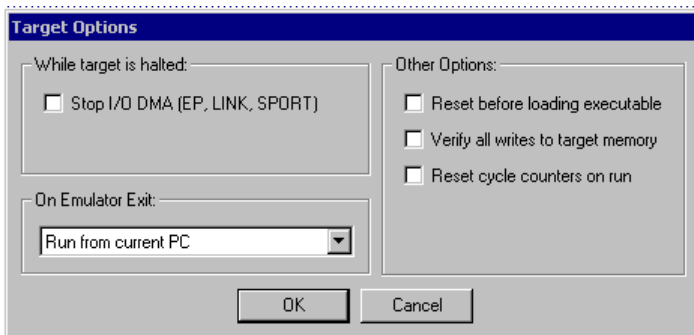 Target Options
While target is halted:
Stop I/O DMA (EP, LINK, SPORT)
On Emulator Exit:
Run from current PC
Other Options:
Reset before loading executable
Verify all writes to target memory
Reset cycle counters on run
OK
Cancel